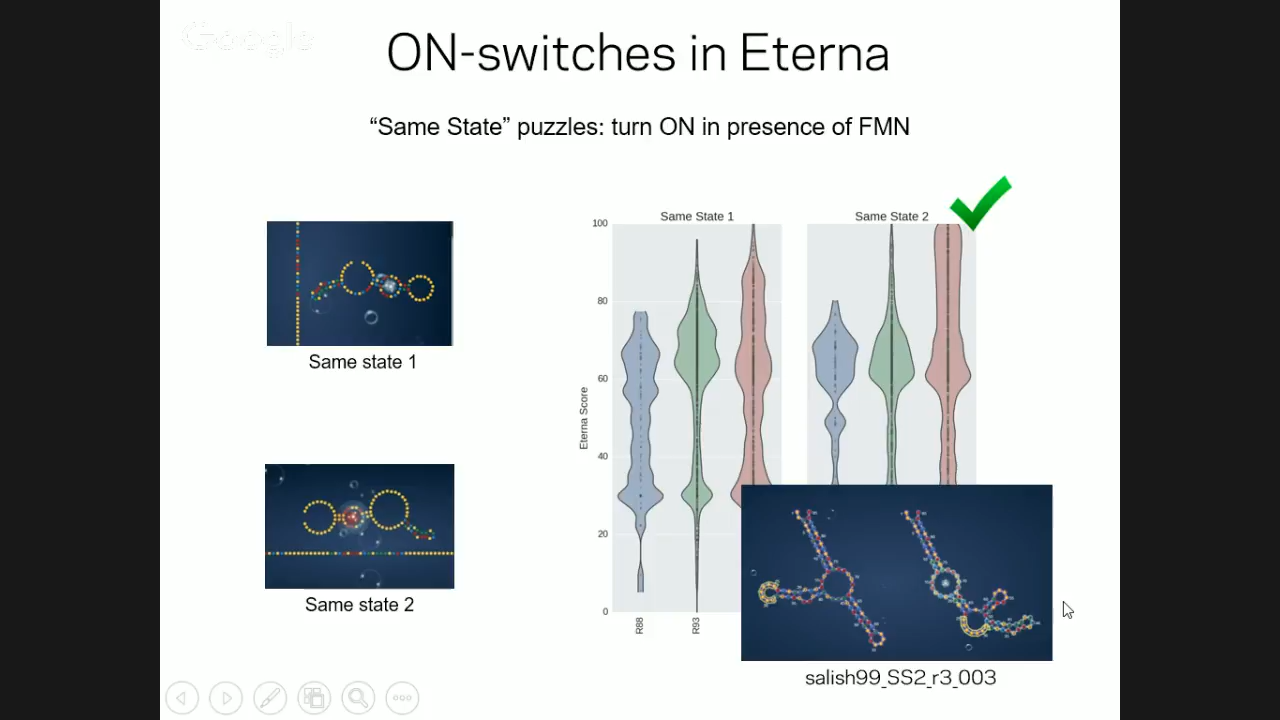 Google
ON-switches in Eterna
“Same State” puzzles: turn ON in presence of FMN
Same state 1
Same state 2
Same State 1
Same State 2
Eterna Score
100
80
60
40
20
0
R88
R93
salish99_SS2_r3_003